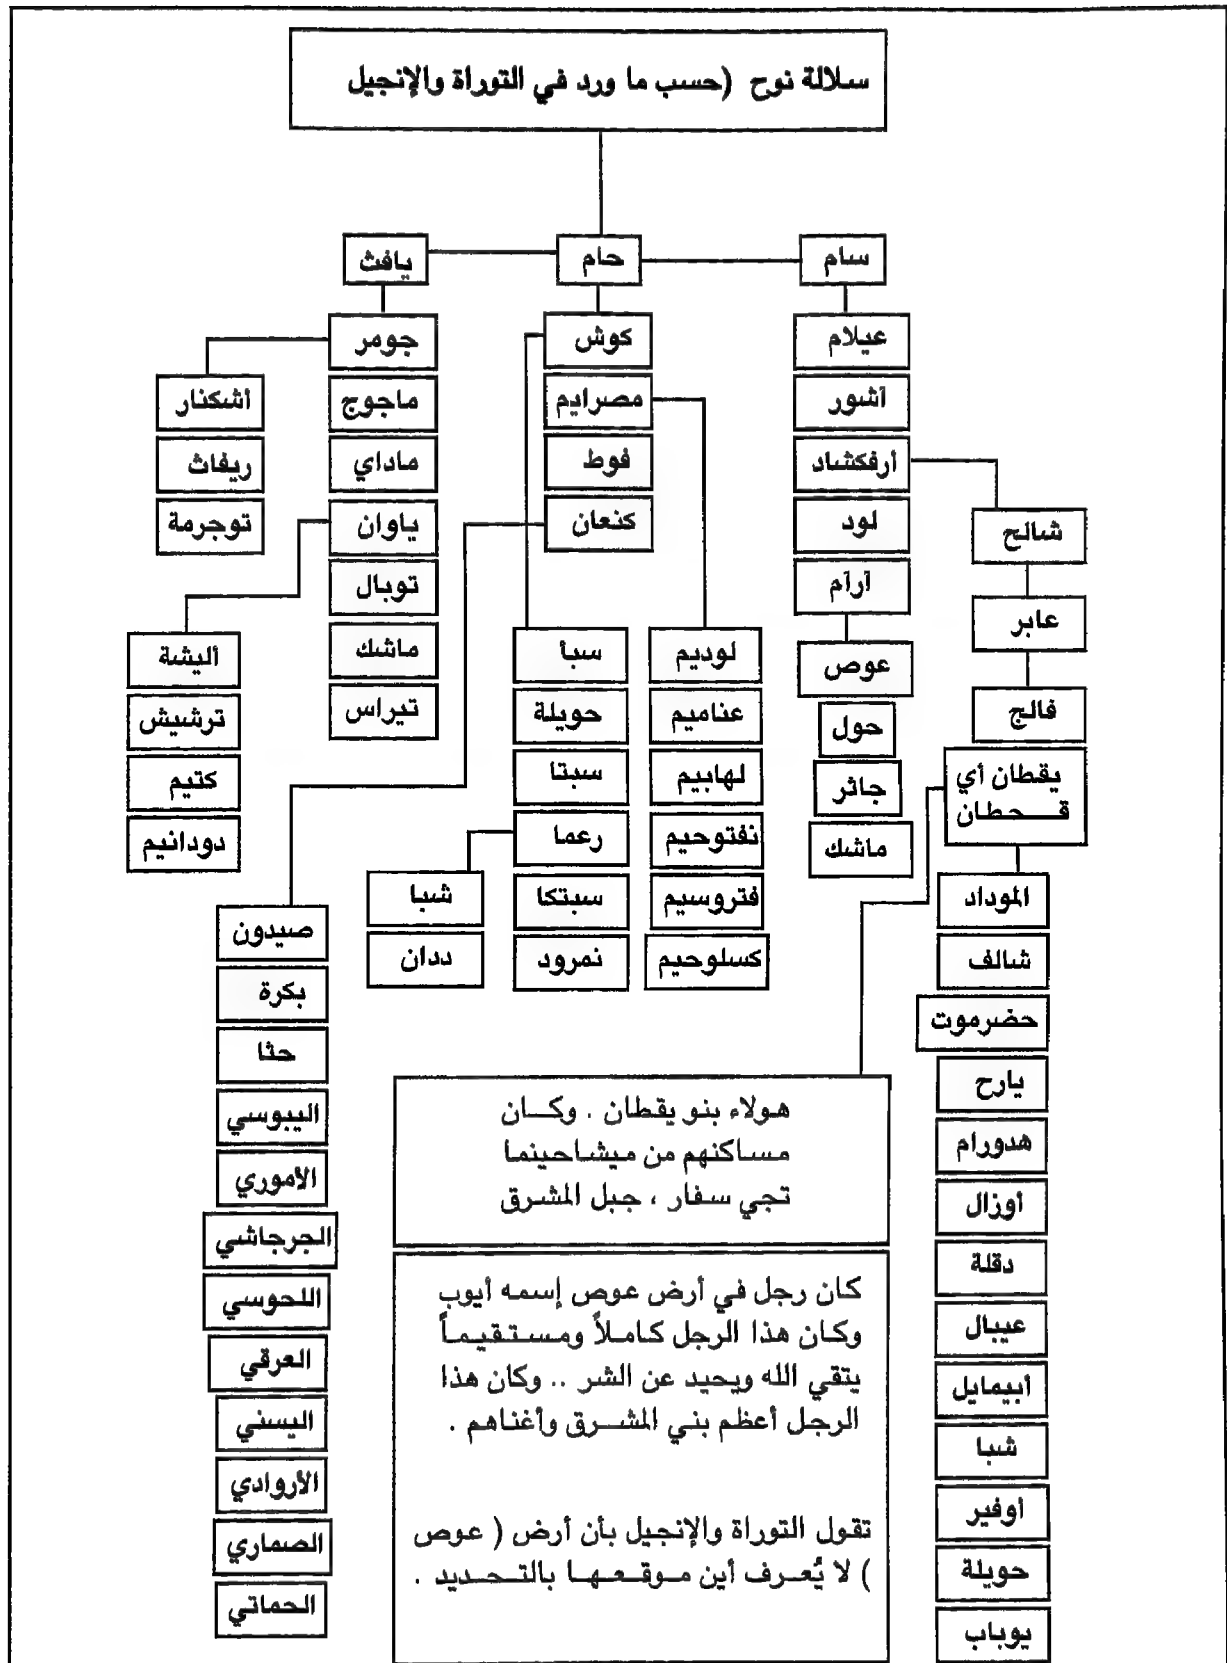 سلالة نوح (حسب ما ورد في التوراة والإنجيل
سام
حام
يافث
عيلام
آشور
أرفكشاد
لود
آرام
شالح
عابر
فالج
يقطان أي
قحطان
عوص
حول
جاثر
ماشك
الموداد
شالف
حضرموت
يارح
هدورام
أوزال
دقلة
عيبال
أبيمايل
شبا
أوفير
حويلة
يوباب
كوش
مصرايم
فوط
كنعان
لوديم
عناميم
لهابيم
نفتوحيم
فتروسيم
كسلوحيم
سبأ
حويلة
سبتا
رعما
سبتكا
نمرود
شبا
ددان
جومر
ماجوج
ماداي
ياوان
توبال
ماشك
تيراس
أشكنار
ريفاث
توجرمة
أليشة
ترشيش
كتيم
دودانيم
صيدون
بكرة
حثا
اليبوسي
الأموري
الجرجاشي
اللحوسي
العرقي
اليسني
الأروادي
الصماري
الحماتي
هولاء بنو يقطان . وكان
مساكنهم من ميشاحينما
تجي سفار ، جبل المشرق
كان رجل في أرض عوص إسمه أيوب
وكان هذا الرجل كاملاً ومستقيماً
يتقي الله ويحيد عن الشر .. وكان هذا
الرجل أعظم بني المشرق وأغناهم .
تقول التوراة والإنجيل بأن أرض ( عوص
) لا يُعرف أين موقعها بالتحديد .